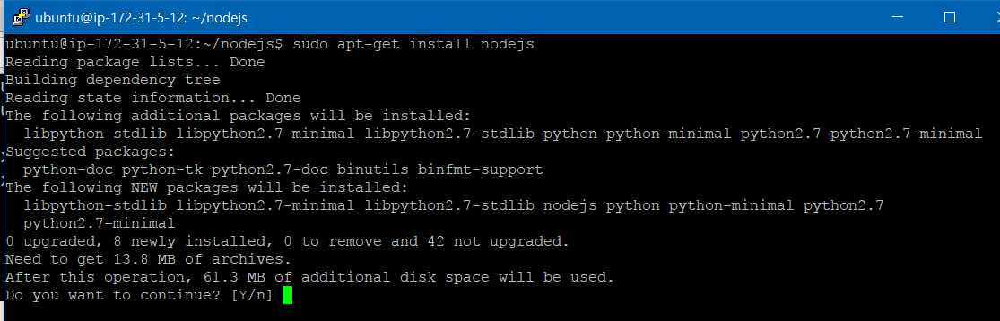 ubuntu@ip-172-31-5-12: ~/nodejs
ubuntu@ip-172-31-5-12:~/nodejs$ sudo apt-get install nodejs
Reading package lists... Done
Building dependency tree
Reading state information... Done
The following additional packages will be installed:
  libpython-stdlib libpython2.7-minimal libpython2.7-stdlib python python-minimal python2.7 python2.7-minimal
Suggested packages:
  python-doc python-tk python2.7-doc binutils binfmt-support
The following NEW packages will be installed:
  libpython-stdlib libpython2.7-minimal libpython2.7-stdlib nodejs python python-minimal python2.7
  python2.7-minimal
0 upgraded, 8 newly installed, 0 to remove and 42 not upgraded.
Need to get 13.8 MB of archives.
After this operation, 61.3 MB of additional disk space will be used.
Do you want to continue? [Y/n]